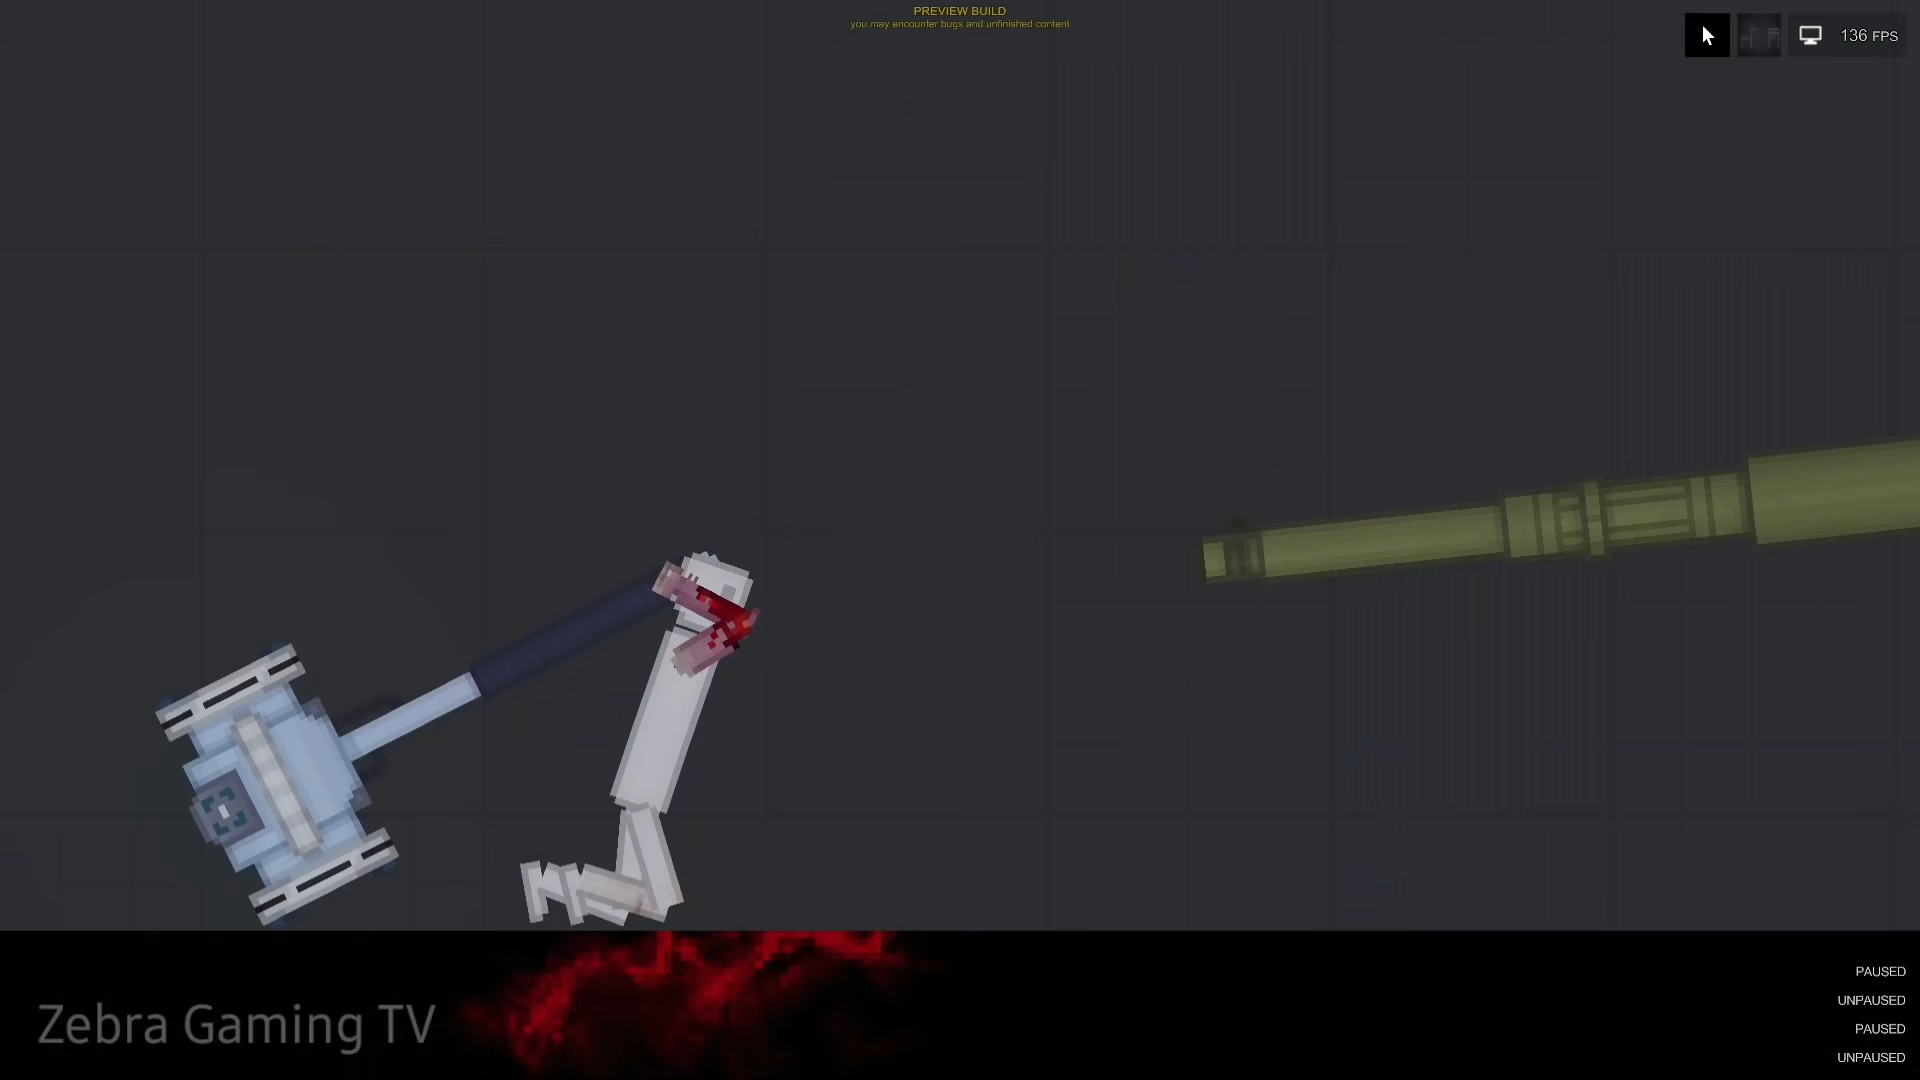 PREVIEW BUILD
you may encounter bugs and unfinished content
136 FPS
Zebra Gaming TV
PAUSED
UNPAUSED
PAUSED
UNPAUSED